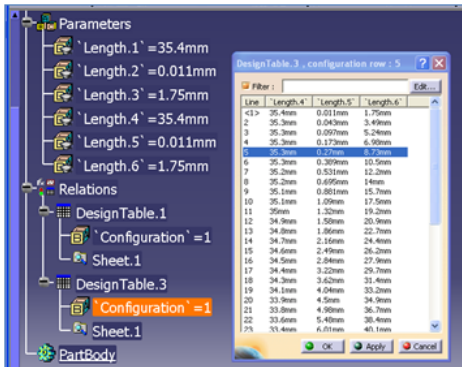 Parameters
`Length.1`=35.4mm
`Length.2`=0.011mm
`Length.3`=1.75mm
`Length.4`=35.4mm
`Length.5`=0.011mm
`Length.6`=1.75mm
Relations
DesignTable.1
`Configuration`=1
Sheet.1
DesignTable.3
`Configuration`=1
Sheet.1
PartBody
DesignTable.3 , configuration row : 5
Filter : Edit...
Line `Length.4` `Length.5` `Length.6`
<1> 35.4mm 0.011mm 1.75mm
2 35.3mm 0.043mm 3.49mm
3 35.3mm 0.097mm 5.24mm
4 35.3mm 0.173mm 6.98mm
5 35.3mm 0.27mm 8.73mm
6 35.3mm 0.389mm 10.5mm
7 35.2mm 0.531mm 12.2mm
8 35.2mm 0.695mm 14mm
9 35.1mm 0.881mm 15.7mm
10 35.1mm 1.09mm 17.5mm
11 35mm 1.32mm 19.2mm
12 34.9mm 1.58mm 20.9mm
13 34.8mm 1.86mm 22.7mm
14 34.7mm 2.16mm 24.4mm
15 34.6mm 2.49mm 26.2mm
16 34.5mm 2.84mm 27.9mm
17 34.4mm 3.22mm 29.7mm
18 34.3mm 3.62mm 31.4mm
19 34.1mm 4.04mm 33.2mm
20 33.9mm 4.5mm 34.9mm
21 33.8mm 4.98mm 36.7mm
22 33.6mm 5.48mm 38.4mm
23 33.4mm 6.01mm 40.1mm
OK Apply Cancel